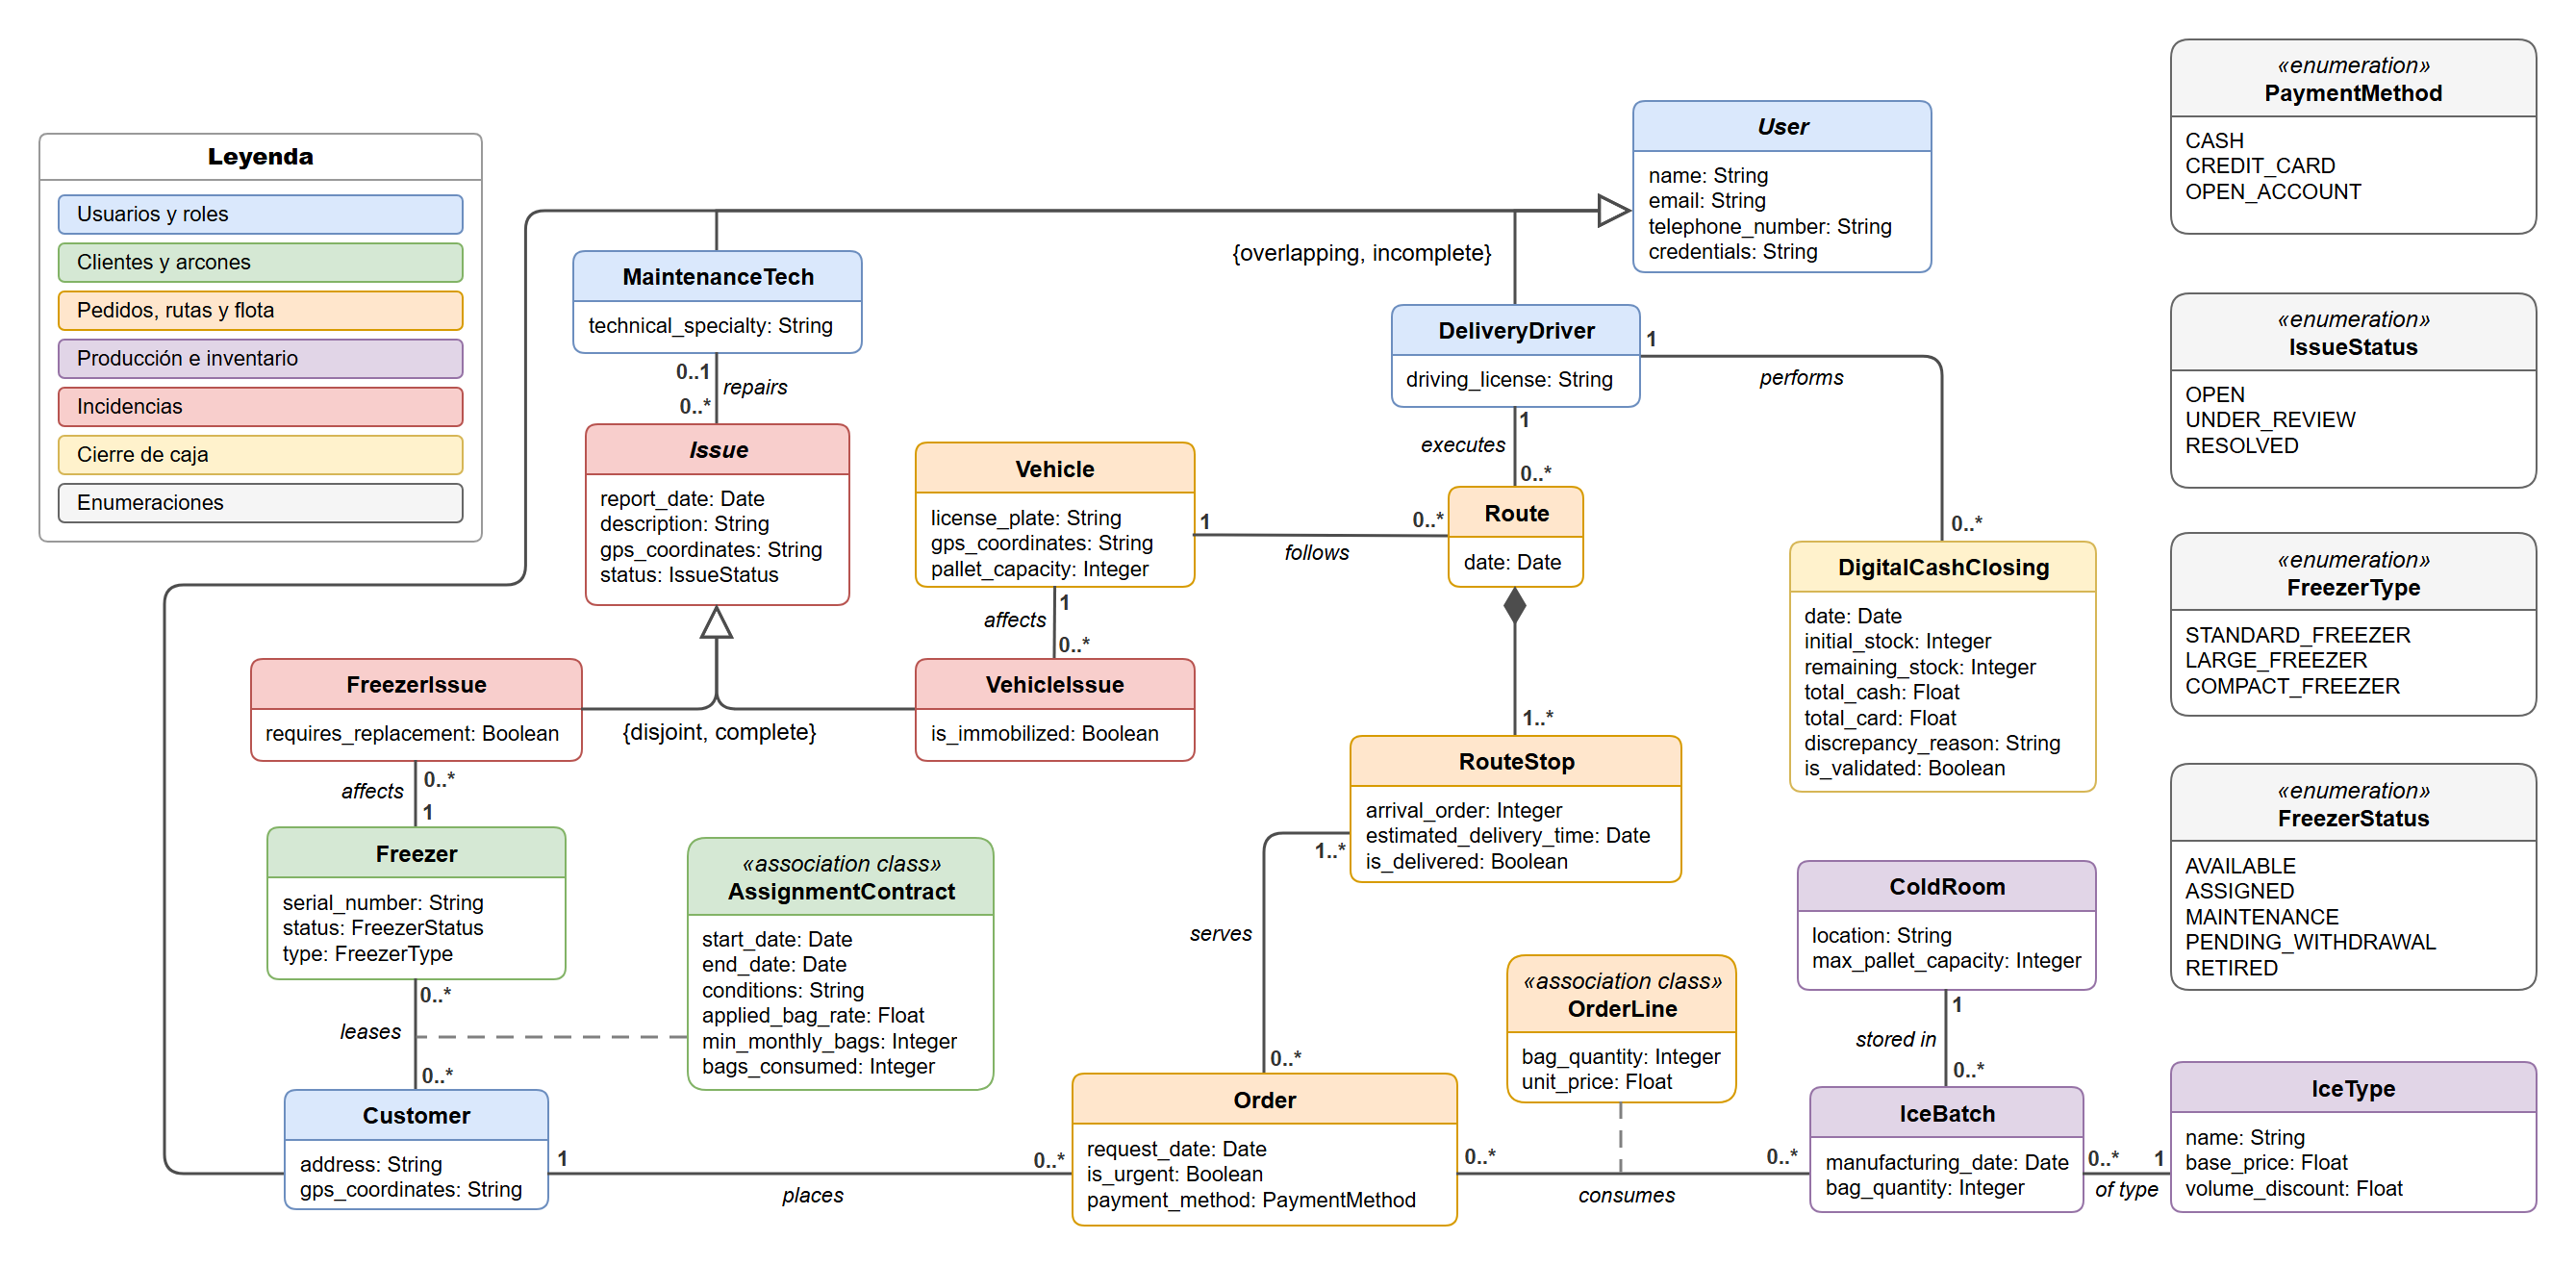 Leyenda
Usuarios y roles
Clientes y arcones
Pedidos, rutas y flota
Producción e inventario
Incidencias
Cierre de caja
Enumeraciones
User
name: String
email: String
telephone_number: String
credentials: String
{overlapping, incomplete}
MaintenanceTech
technical_specialty: String
0..1
repairs
0..*
DeliveryDriver
driving_license: String
1
performs
0..*
1
executes
0..*
Issue
report_date: Date
description: String
gps_coordinates: String
status: IssueStatus
Vehicle
license_plate: String
gps_coordinates: String
pallet_capacity: Integer
1
follows
0..*
Route
date: Date
1
affects
0..*
DigitalCashClosing
date: Date
initial_stock: Integer
remaining_stock: Integer
total_cash: Float
total_card: Float
discrepancy_reason: String
is_validated: Boolean
FreezerIssue
requires_replacement: Boolean
{disjoint, complete}
VehicleIssue
is_immobilized: Boolean
1..*
RouteStop
arrival_order: Integer
estimated_delivery_time: Date
is_delivered: Boolean
0..*
affects
1
Freezer
serial_number: String
status: FreezerStatus
type: FreezerType
«association class»
AssignmentContract
start_date: Date
end_date: Date
conditions: String
applied_bag_rate: Float
min_monthly_bags: Integer
bags_consumed: Integer
1..*
serves
0..*
ColdRoom
location: String
max_pallet_capacity: Integer
«association class»
OrderLine
bag_quantity: Integer
unit_price: Float
0..*
leases
0..*
1
stored in
0..*
Customer
address: String
gps_coordinates: String
1
places
0..*
Order
request_date: Date
is_urgent: Boolean
payment_method: PaymentMethod
0..*
consumes
0..*
IceBatch
manufacturing_date: Date
bag_quantity: Integer
0..*
of type
1
IceType
name: String
base_price: Float
volume_discount: Float
«enumeration»
PaymentMethod
CASH
CREDIT_CARD
OPEN_ACCOUNT
«enumeration»
IssueStatus
OPEN
UNDER_REVIEW
RESOLVED
«enumeration»
FreezerType
STANDARD_FREEZER
LARGE_FREEZER
COMPACT_FREEZER
«enumeration»
FreezerStatus
AVAILABLE
ASSIGNED
MAINTENANCE
PENDING_WITHDRAWAL
RETIRED